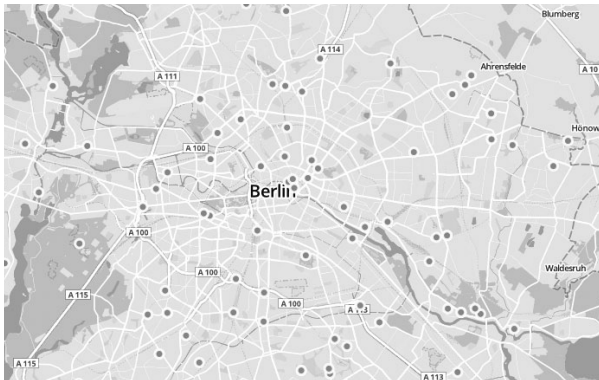 Blumberg
A 114
Ahrensfelde
A 10
A 111
Hönow
A 100
Berlin
A 100
Waldesruh
A 100
A 115
A 100
A 113
A 115
A 113